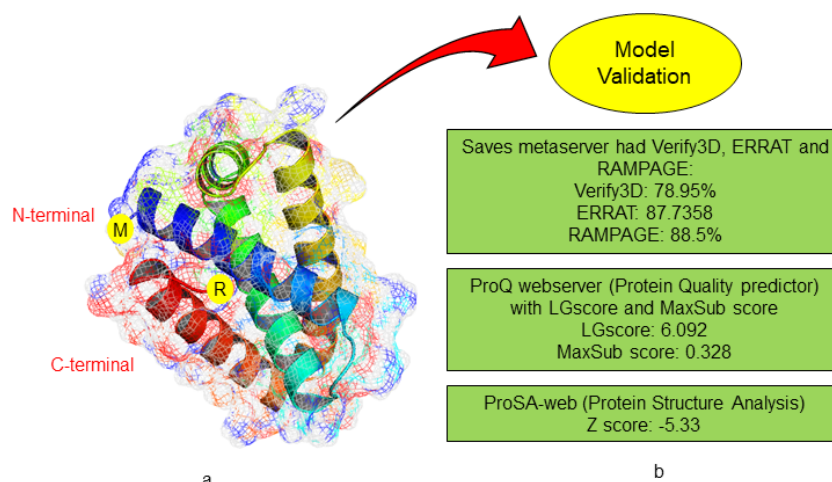 Model
Validation
N-terminal
M
R
C-terminal
Saves metaserver had Verify3D, ERRAT and
RAMPAGE:
Verify3D: 78.95%
ERRAT: 87.7358
RAMPAGE: 88.5%
ProQ webserver (Protein Quality predictor)
with LGscore and MaxSub score
LGscore: 6.092
MaxSub score: 0.328
ProSA-web (Protein Structure Analysis)
Z score: -5.33
a
b